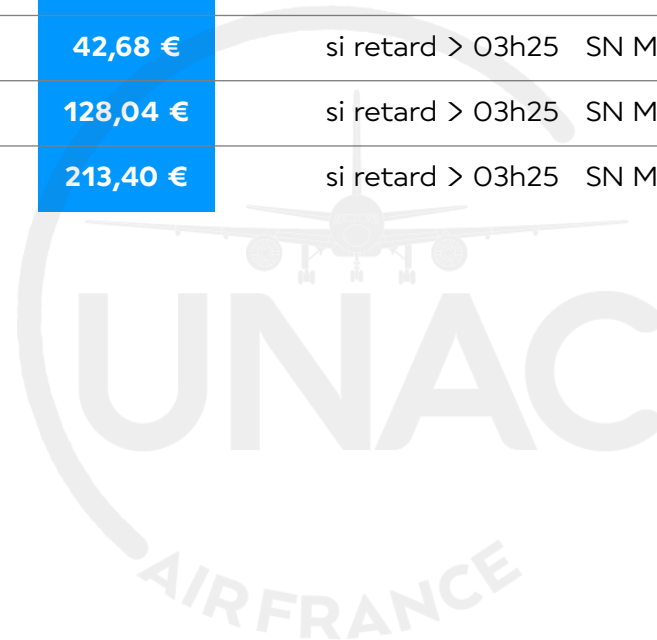 42,68 € si retard > 03h25 SN M
128,04 € si retard > 03h25 SN M
213,40 € si retard > 03h25 SN M
UNAC
AIR FRANCE